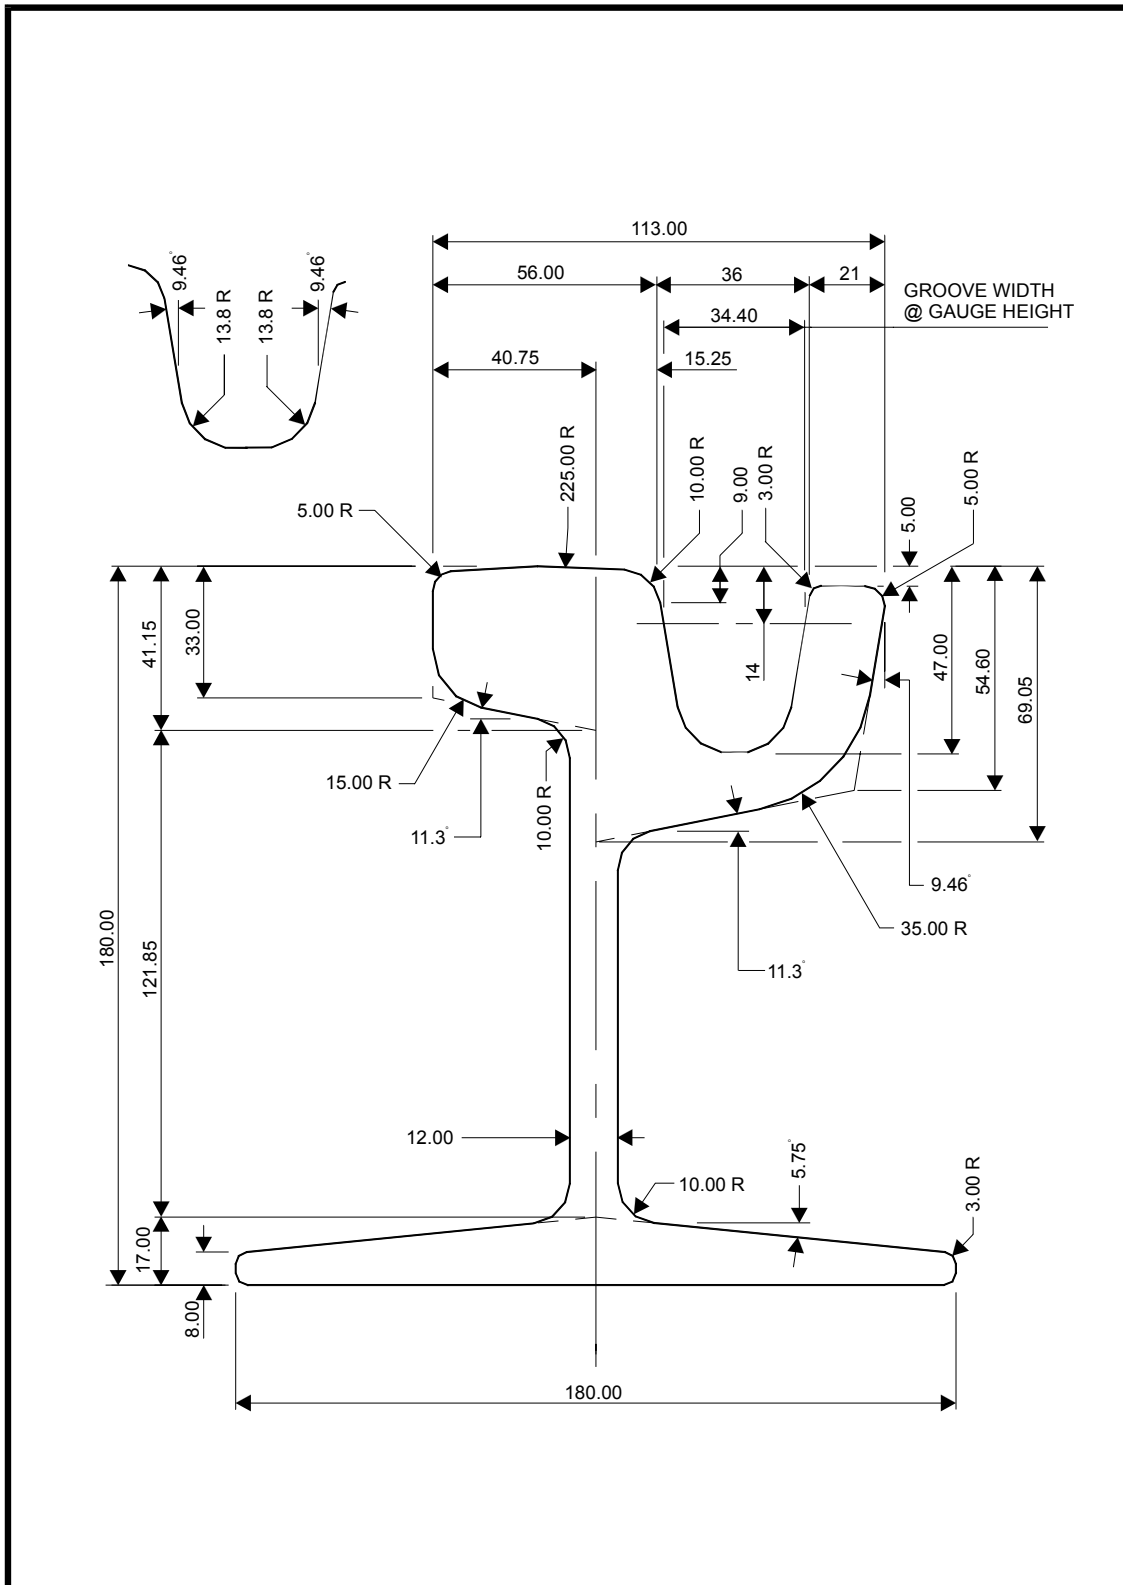 113.00
56.00
36
21
GROOVE WIDTH
@ GAUGE HEIGHT
34.40
40.75
15.25
9.46°
9.46°
13.8 R
13.8 R
225.00 R
10.00 R
9.00
3.00 R
5.00
5.00 R
5.00 R
33.00
41.15
14
47.00
54.60
69.05
15.00 R
11.3°
10.00 R
9.46°
35.00 R
11.3°
180.00
121.85
12.00
10.00 R
5.75°
3.00 R
17.00
8.00
180.00